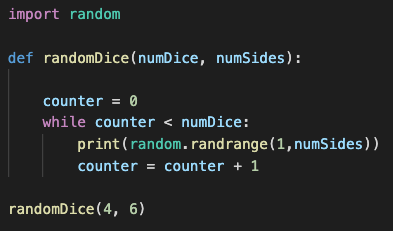 import random
def randomDice(numDice, numSides):
counter = 0
while counter < numDice:
print(random.randrange(1,numSides))
counter = counter + 1
randomDice(4, 6)